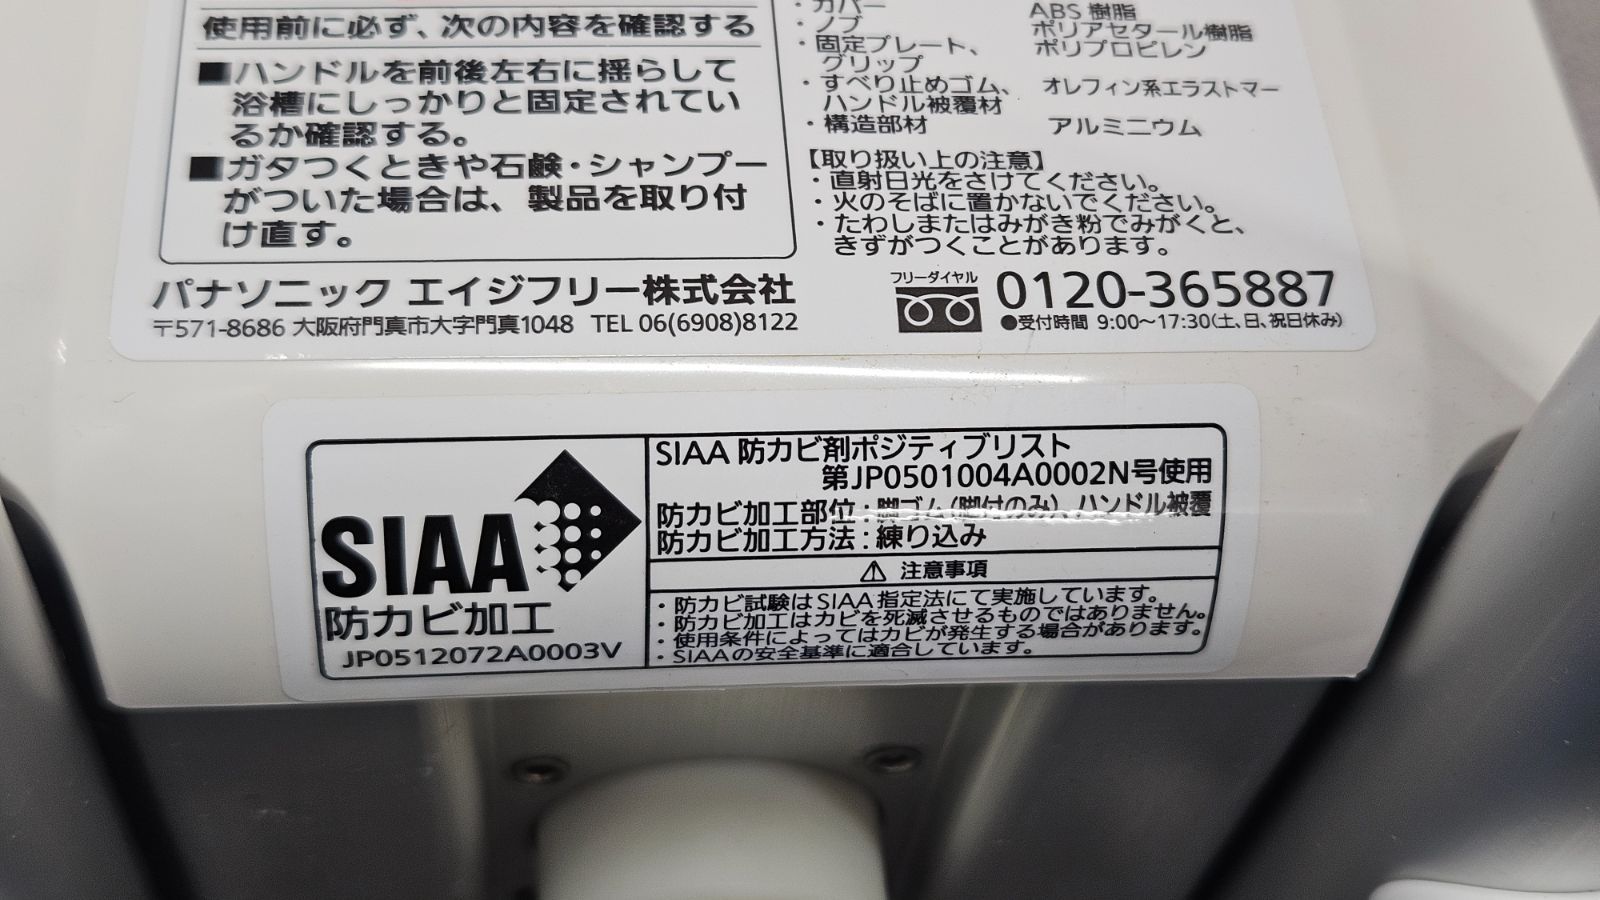 使用前に必ず、次の内容を確認する
■ハンドルを前後左右に揺らして
浴槽にしっかりと固定されてい
るか確認する。
■ガタつくときや石鹸・シャンプー
がついた場合は、製品を取り付
け直す。
・カバー ABS樹脂
・ノブ ポリアセタール樹脂
・固定プレート、 ポリプロピレン
グリップ
・すべり止めゴム、 オレフィン系エラストマー
ハンドル被覆材
・構造部材 アルミニウム
【取り扱い上の注意】
・直射日光をさけてください。
・火のそばに置かないでください。
・たわしまたはみがき粉でみがくと、
きずがつくことがあります。
パナソニック エイジフリー株式会社
〒571-8686 大阪府門真市大字門真1048 TEL 06(6908)8122
フリーダイヤル
0120-365887
●受付時間 9:00〜17:30(土、日、祝日休み)
SIAA
防カビ加工
JP0512072A0003V
SIAA 防カビ剤ポジティブリスト
第JP0501004A0002N号使用
防カビ加工部位:脚ゴム(脚付のみ)、ハンドル被覆
防カビ加工方法:練り込み
⚠ 注意事項
・防カビ試験はSIAA指定法にて実施しています。
・防カビ加工はカビを死滅させるものではありません。
・使用条件によってはカビが発生する場合があります。
・SIAAの安全基準に適合しています。